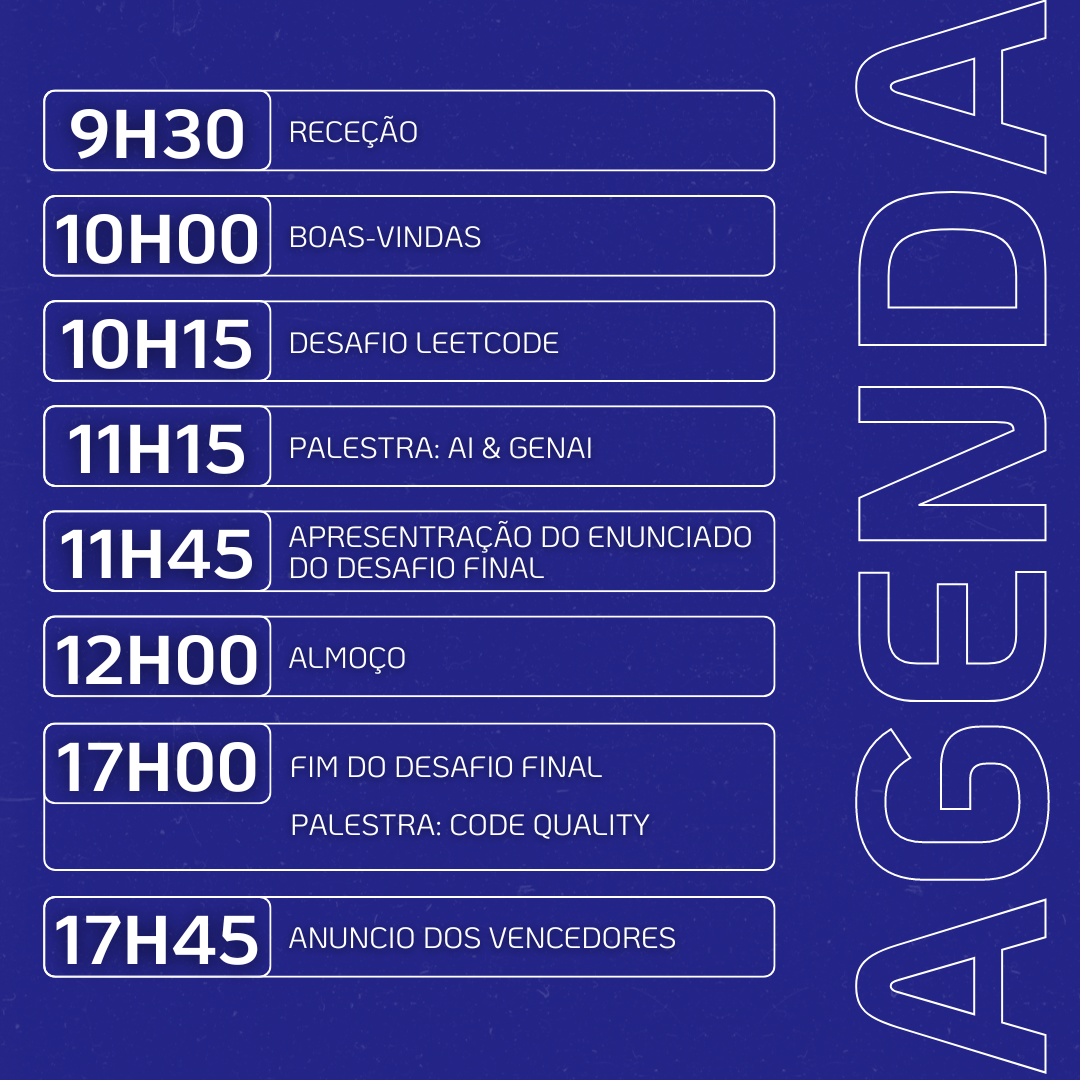 9H30 RECEÇÃO
10H00 BOAS-VINDAS
10H15 DESAFIO LEETCODE
11H15 PALESTRA: AI & GENAI
11H45 APRESENTRAÇÃO DO ENUNCIADO
DO DESAFIO FINAL
12H00 ALMOÇO
17H00 FIM DO DESAFIO FINAL
PALESTRA: CODE QUALITY
17H45 ANUNCIO DOS VENCEDORES
AGENDA